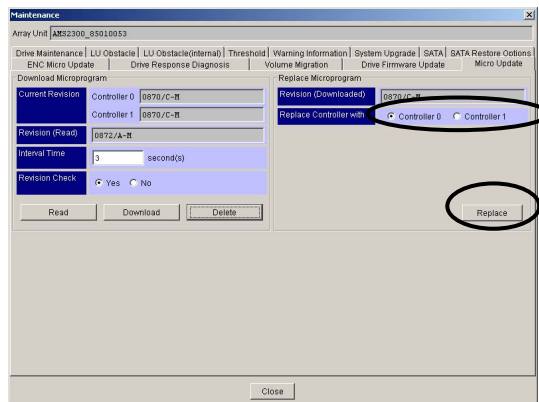 Maintenance
Array Unit AMS2300_85010053
Drive Maintenance LU Obstacle LU Obstacle(internal) Threshold Warning Information System Upgrade SATA SATA Restore Options
ENC Micro Update Drive Response Diagnosis Volume Migration Drive Firmware Update Micro Update
Download Microprogram
Current Revision Controller 0 0870/C-M
Controller 1 0870/C-M
Revision (Read) 0872/A-M
Interval Time 3 second(s)
Revision Check Yes No
Read Download Delete
Replace Microprogram
Revision (Downloaded) 0870/C-M
Replace Controller with Controller 0 Controller 1
Replace
Close